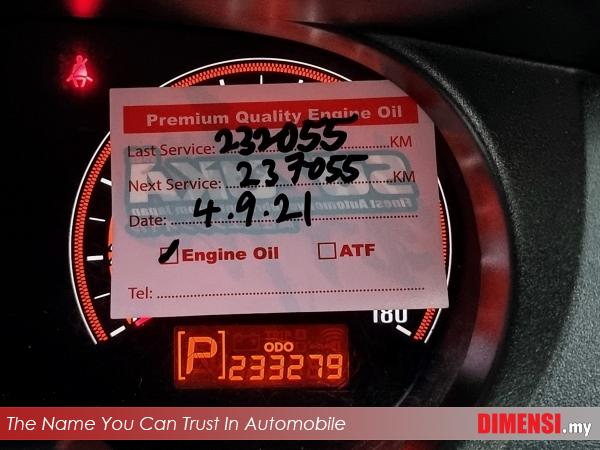 Premium Quality Engine Oil
Last Service: 232055 KM
Next Service: 237055 KM
Date: 4.9.21
Engine Oil ATF
Tel:
180
[P] ODO
233279
The Name You Can Trust In Automobile
DIMENSI.my